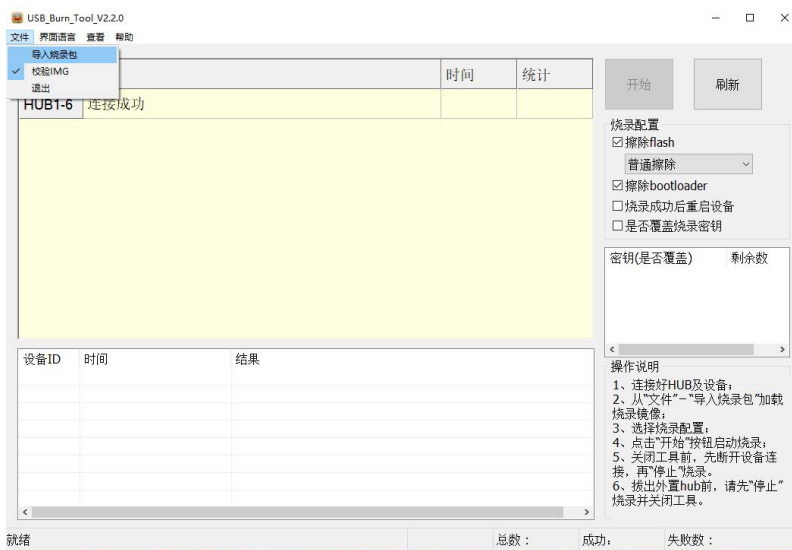 USB_Burn_Tool_V2.2.0
文件 界面语言 查看 帮助
导入烧录包
校验IMG
退出
时间 统计
HUB1-6 连接成功
开始 刷新
烧录配置
擦除flash
普通擦除
擦除bootloader
烧录成功后重启设备
是否覆盖烧录密钥
密钥(是否覆盖) 剩余数
设备ID 时间 结果
操作说明
1、连接好HUB及设备;
2、从"文件"-"导入烧录包"加载
烧录镜像;
3、选择烧录配置;
4、点击"开始"按钮启动烧录;
5、关闭工具前，先断开设备连
接，再"停止"烧录。
6、拔出外置hub前，请先"停止"
烧录并关闭工具。
就绪 总数： 成功: 失败数：